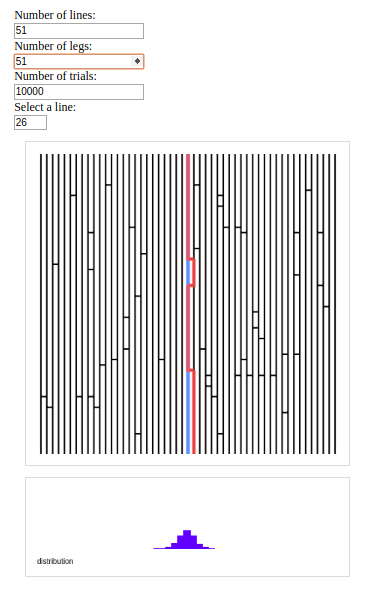 Number of lines:
51
Number of legs:
51
Number of trials:
10000
Select a line:
26
distribution